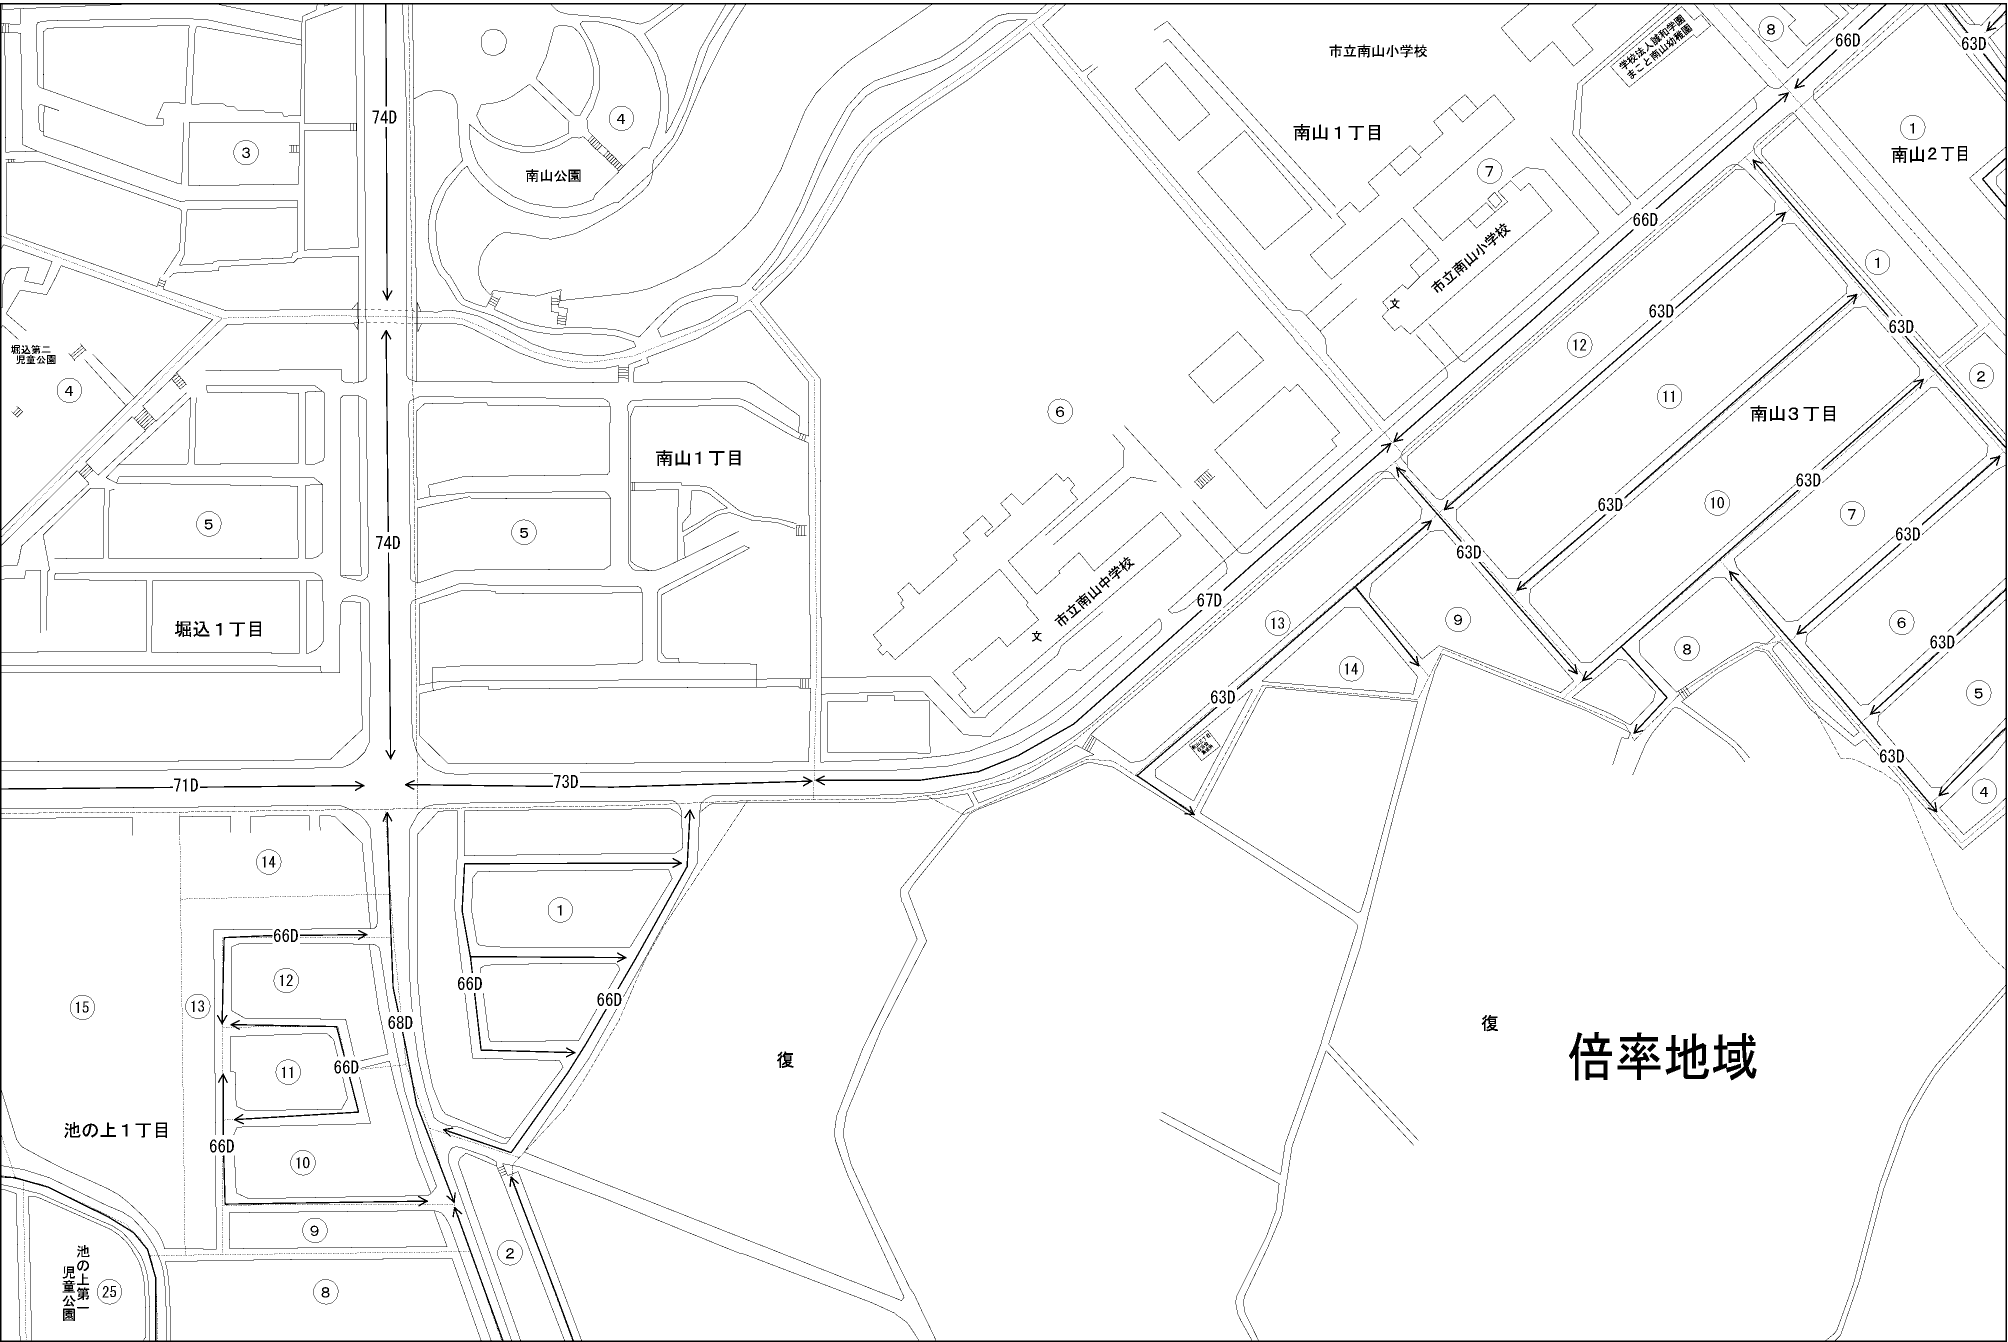 8
66D
63D
市立南山小学校
学校法人誠和学園
まこと南山幼稚園
74D
4
南山1丁目
1
南山2丁目
3
7
南山公園
66D
市立南山小学校
1
63D
63D
12
堀込第二
児童公園
4
2
11
6
南山3丁目
南山1丁目
63D
10
63D
7
5
5
63D
74D
63D
市立南山中学校
67D
13
9
6
堀込1丁目
63D
8
14
5
63D
63D
71D
73D
4
14
1
66D
12
66D
66D
15
13
68D
復
倍率地域
復
11
66D
池の上1丁目
66D
10
9
2
池の上第一
児童公園
25
8